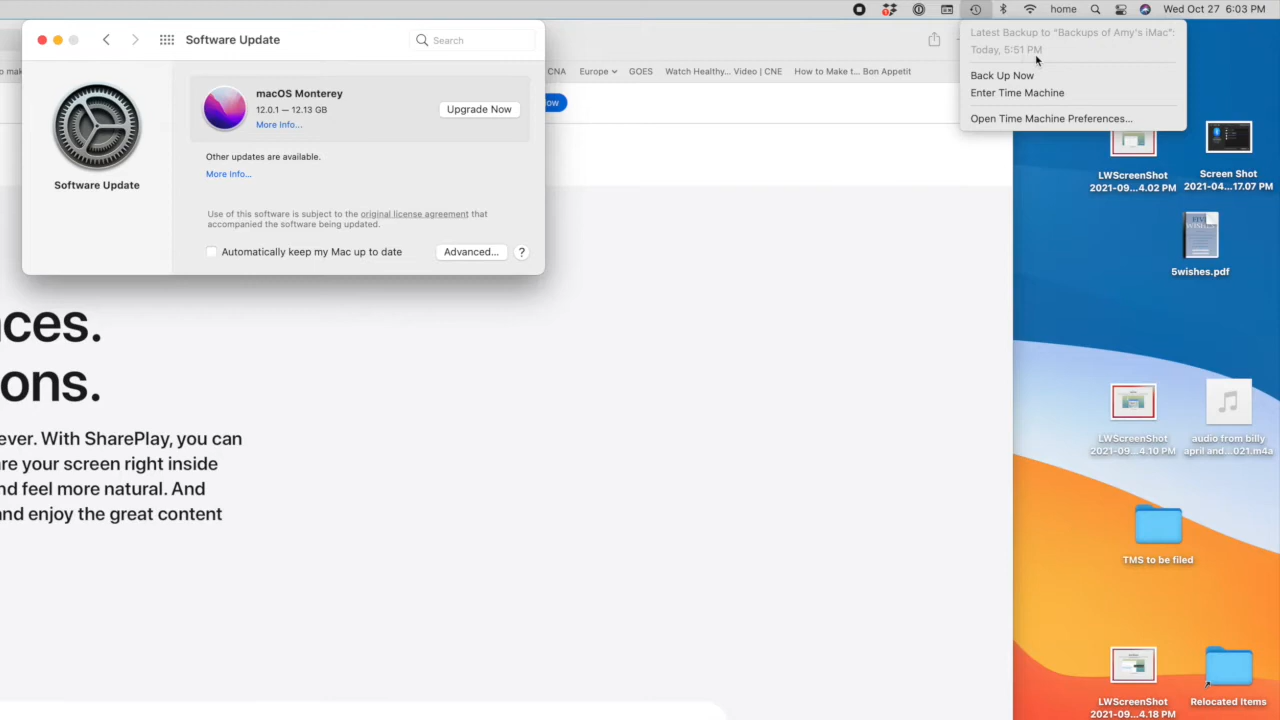 home
Wed Oct 27 6:03 PM
Software Update
Search
Latest Backup to "Backups of Amy's iMac":
Today, 5:51 PM
Back Up Now
Enter Time Machine
Open Time Machine Preferences...
CNA Europe GOES Watch Healthy... Video | CNE How to Make t... Bon Appetit
macOS Monterey
12.0.1 — 12.13 GB
More Info...
Upgrade Now
Other updates are available.
More Info...
Software Update
Use of this software is subject to the original license agreement that
accompanied the software being updated.
Automatically keep my Mac up to date
Advanced...
?
LWScreenShot
2021-09...4.02 PM
Screen Shot
2021-04...17.07 PM
FIVE
WISHES
5wishes.pdf
ces.
ons.
ever. With SharePlay, you can
re your screen right inside
nd feel more natural. And
and enjoy the great content
LWScreenShot
2021-09...4.10 PM
audio from billy
april and...021.m4a
TMS to be filed
LWScreenShot
2021-09...4.18 PM
Relocated Items